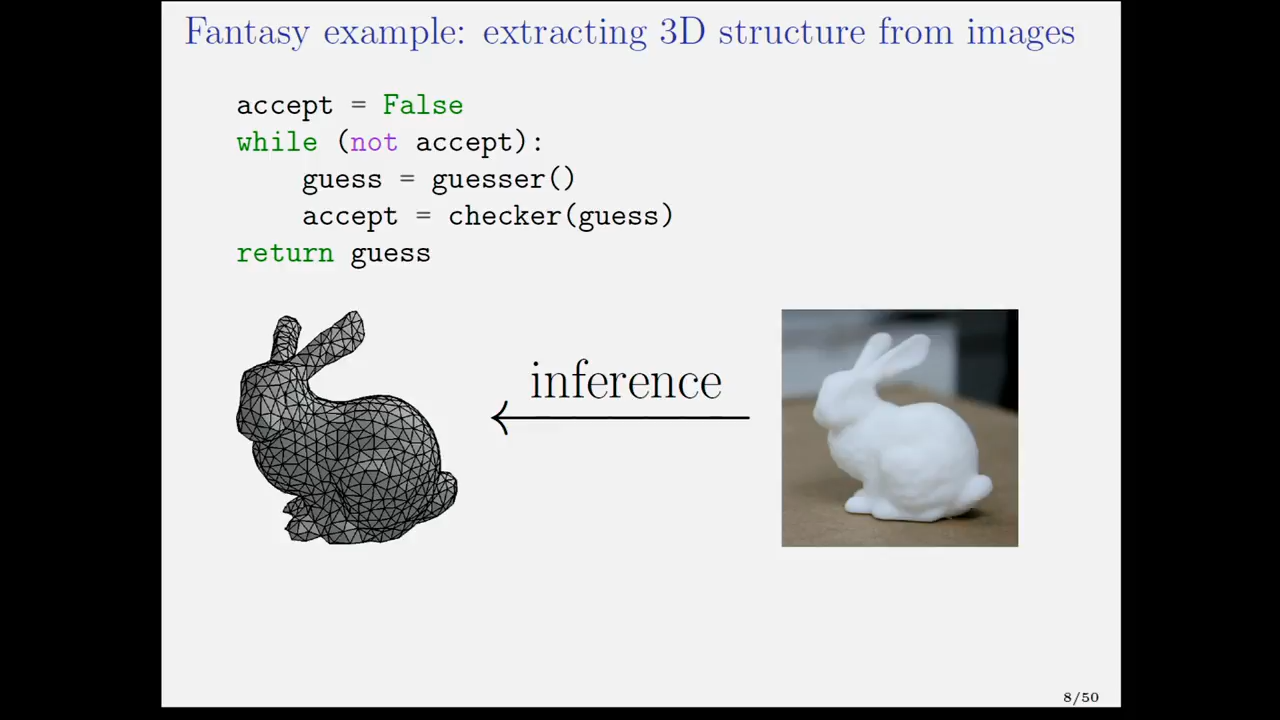 Fantasy example: extracting 3D structure from images
accept = False
while (not accept):
    guess = guesser()
    accept = checker(guess)
return guess
inference
8/50